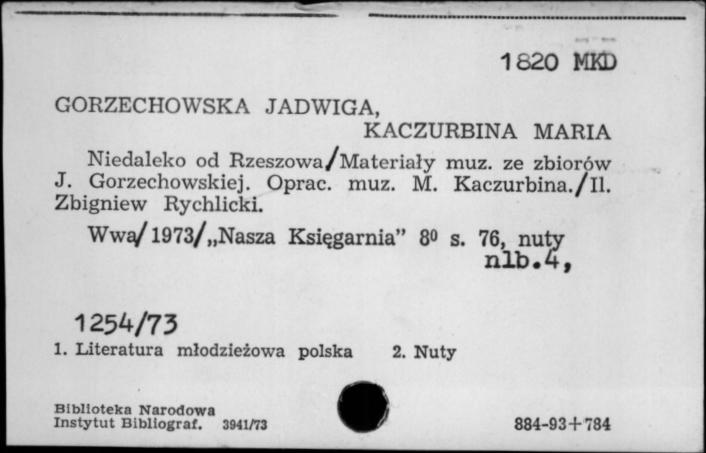 1820 MKD
GORZECHOWSKA JADWIGA,
KACZURBINA MARIA
Niedaleko od Rzeszowa/Materiały muz. ze zbiorów
J. Gorzechowskiej. Oprac. muz. M. Kaczurbina./Il.
Zbigniew Rychlicki.
Wwa/1973/„Nasza Księgarnia” 8⁰ s. 76, nuty
nlb.4,
1254/73
1. Literatura młodzieżowa polska 2. Nuty
Biblioteka Narodowa
Instytut Bibliograf. 3941/73
884-93+784